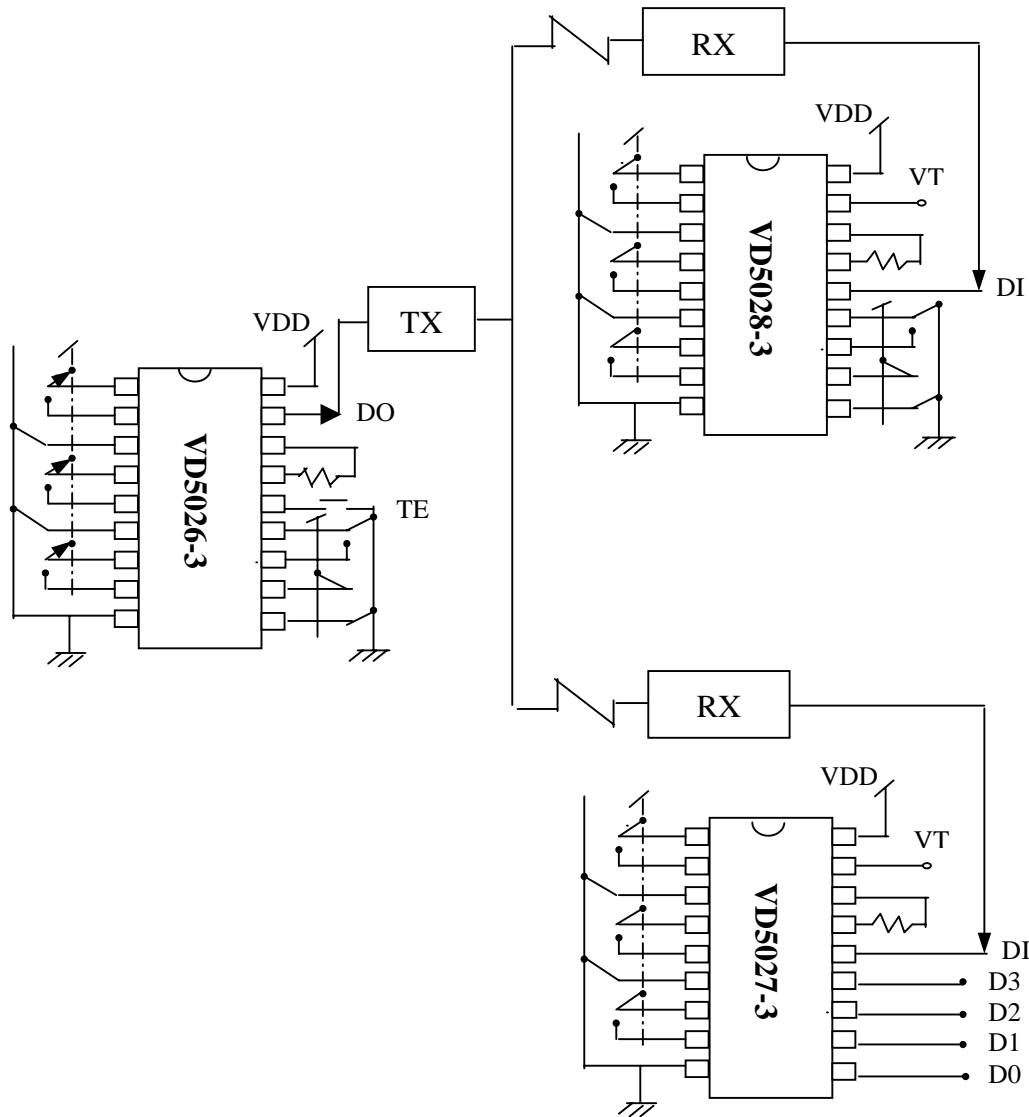 RX
VDD
VT
VD5028-3
DI
TX
VDD
DO
VD5026-3
TE
RX
VDD
VT
VD5027-3
DI
D3
D2
D1
D0